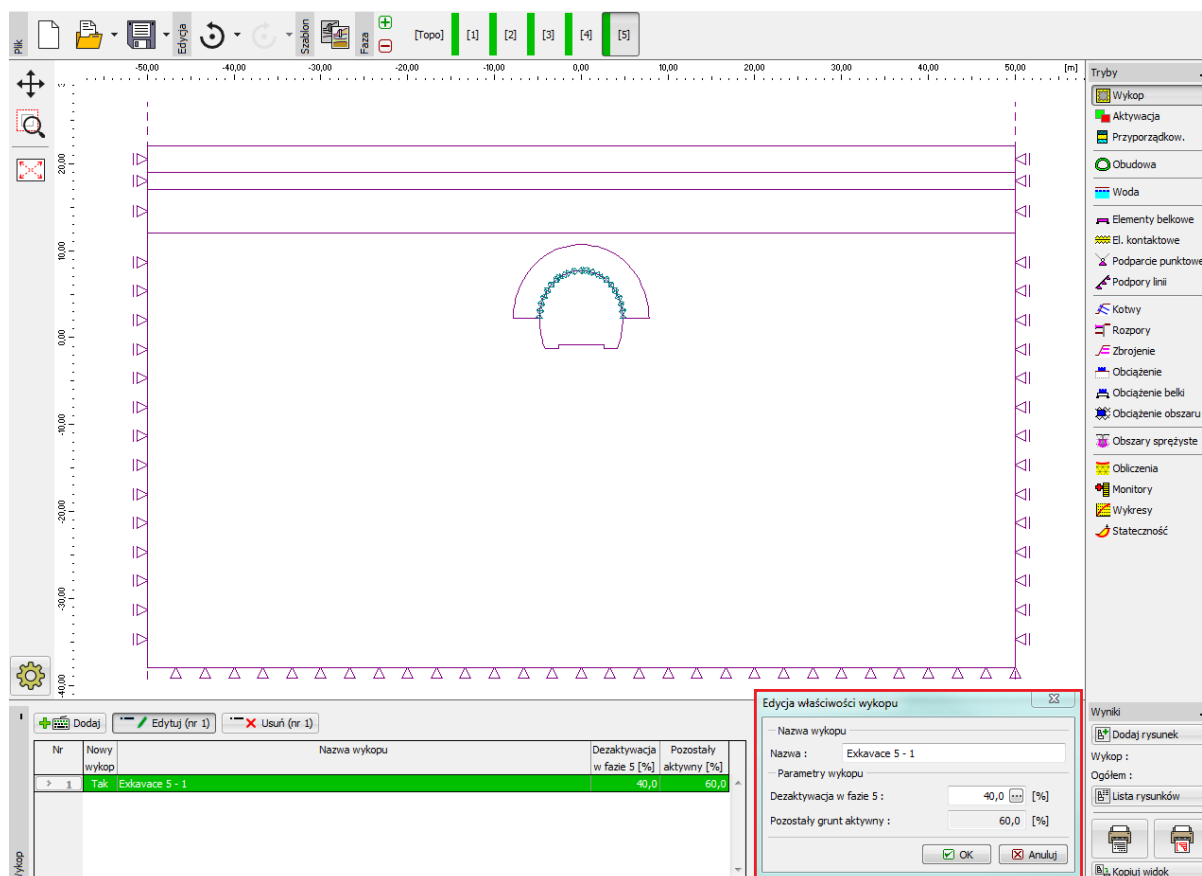 Plik
Edycja
Szablon
Faza
[Topo] [1] [2] [3] [4] [5]
-50,00 -40,00 -30,00 -20,00 -10,00 0,00 10,00 20,00 30,00 40,00 50,00 [m]
20,00
10,00
0,00
-10,00
-20,00
-30,00
-40,00
Tryby
Wykop
Aktywacja
Przyporządkow.
Obudowa
Woda
Elementy belkowe
El. kontaktowe
Podparcie punktowe
Podpory linii
Kotwy
Rozpory
Zbrojenie
Obciążenie
Obciążenie belki
Obciążenie obszaru
Obszary sprężyste
Obliczenia
Monitory
Wykresy
Stateczność
Wykop
Dodaj Edytuj (nr 1) Usuń (nr 1)
Nr Nowy Nazwa wykopu Dezaktywacja Pozostały
wykop w fazie 5 [%] aktywny [%]
> 1 Tak Exkavace 5 - 1 40,0 60,0
Edycja właściwości wykopu
Nazwa wykopu
Nazwa : Exkavace 5 - 1
Parametry wykopu
Dezaktywacja w fazie 5 : 40,0 ... [%]
Pozostały grunt aktywny : 60,0 [%]
OK Anuluj
Wyniki
Dodaj rysunek
Wykop :
Ogółem :
Lista rysunków
Kopiuj widok